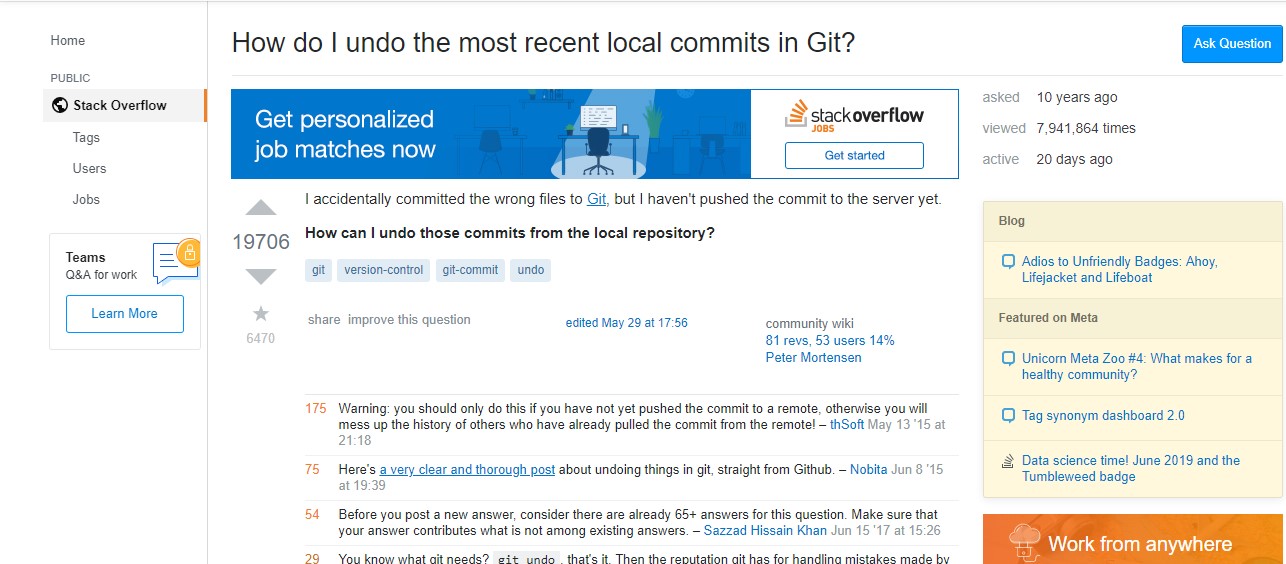 Home
PUBLIC
Stack Overflow
Tags
Users
Jobs
Teams
Q&A for work
Learn More
How do I undo the most recent local commits in Git?
Ask Question
Get personalized
job matches now
stackoverflow
JOBS
Get started
asked 10 years ago
viewed 7,941,864 times
active 20 days ago
19706
6470
I accidentally committed the wrong files to Git, but I haven't pushed the commit to the server yet.
How can I undo those commits from the local repository?
git version-control git-commit undo
share improve this question
edited May 29 at 17:56
community wiki
81 revs, 53 users 14%
Peter Mortensen
175 Warning: you should only do this if you have not yet pushed the commit to a remote, otherwise you will
mess up the history of others who have already pulled the commit from the remote! – thSoft May 13 '15 at
21:18
75 Here's a very clear and thorough post about undoing things in git, straight from Github. – Nobita Jun 8 '15
at 19:39
54 Before you post a new answer, consider there are already 65+ answers for this question. Make sure that
your answer contributes what is not among existing answers. – Sazzad Hissain Khan Jun 15 '17 at 15:26
29 You know what git needs? git undo , that's it. Then the reputation git has for handling mistakes made by
Blog
Adios to Unfriendly Badges: Ahoy,
Lifejacket and Lifeboat
Featured on Meta
Unicorn Meta Zoo #4: What makes for a
healthy community?
Tag synonym dashboard 2.0
Data science time! June 2019 and the
Tumbleweed badge
Work from anywhere